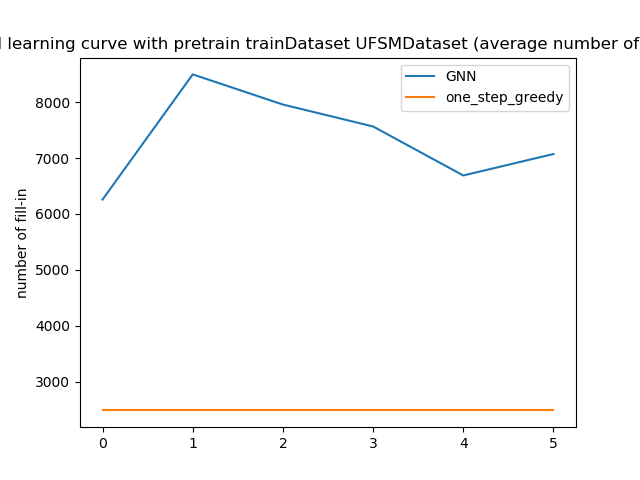 learning curve with pretrain trainDataset UFSMDataset (average number of
GNN
one_step_greedy
8000
7000
6000
5000
4000
3000
number of fill-in
0 1 2 3 4 5